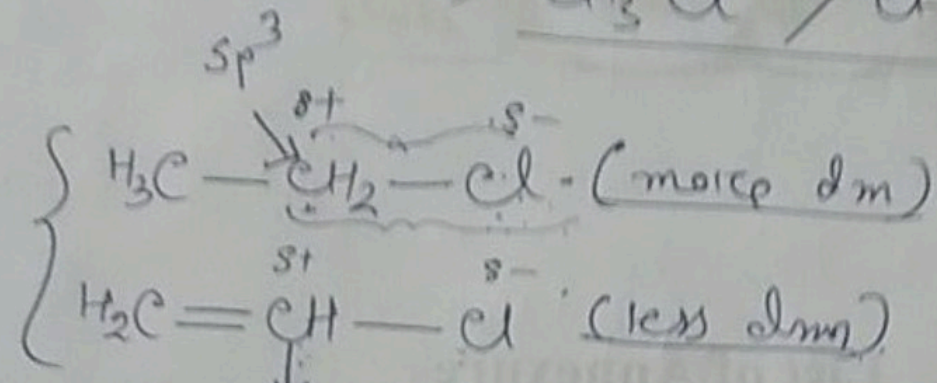 sp³
δ+ δ-
H₃C — CH₂ — Cl. (more dm)
δ+ δ-
H₂C = CH — Cl (less dm)